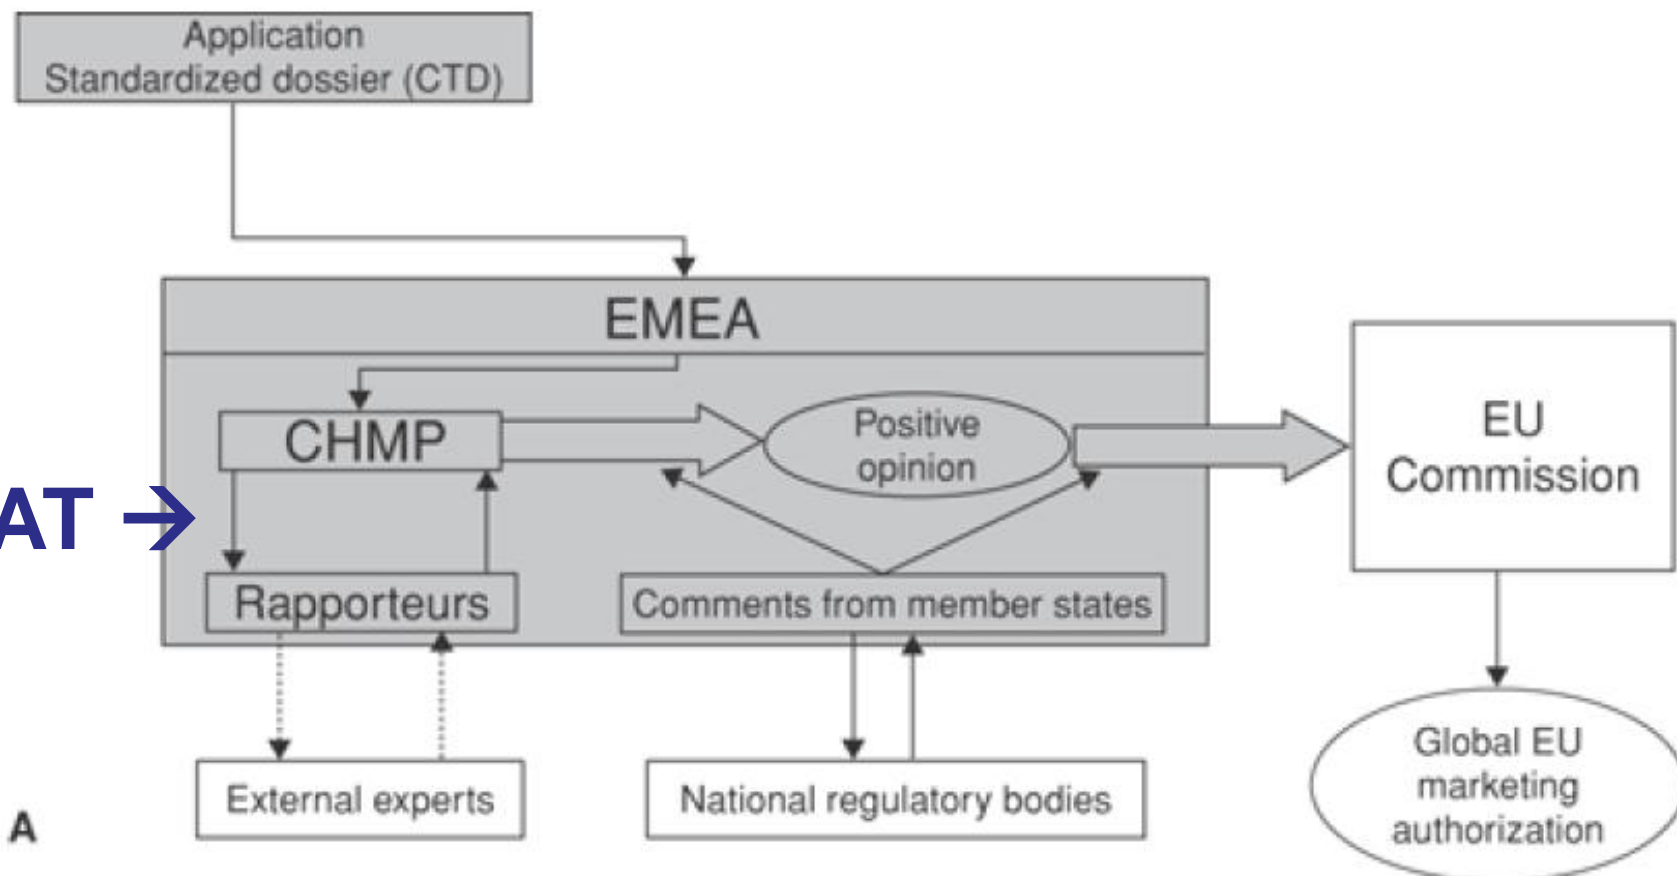 Application
Standardized dossier (CTD)
EMEA
CHMP
Positive
opinion
EU
Commission
AT →
Rapporteurs
Comments from member states
External experts
National regulatory bodies
Global EU
marketing
authorization
A